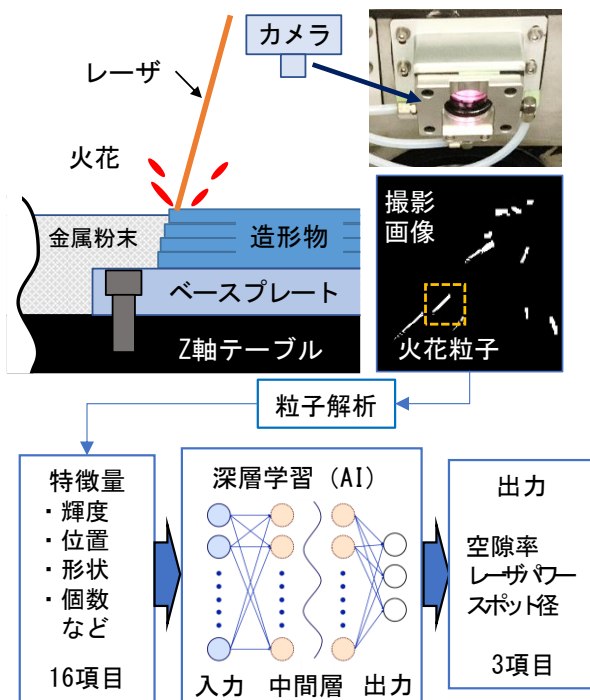 カメラ
レーザ
火花
金属粉末
造形物
ベースプレート
Z軸テーブル
撮影
画像
火花粒子
粒子解析
特徴量
・輝度
・位置
・形状
・個数
など
16項目
深層学習（AI）
入力 中間層 出力
出力
空隙率
レーザパワー
スポット径
3項目